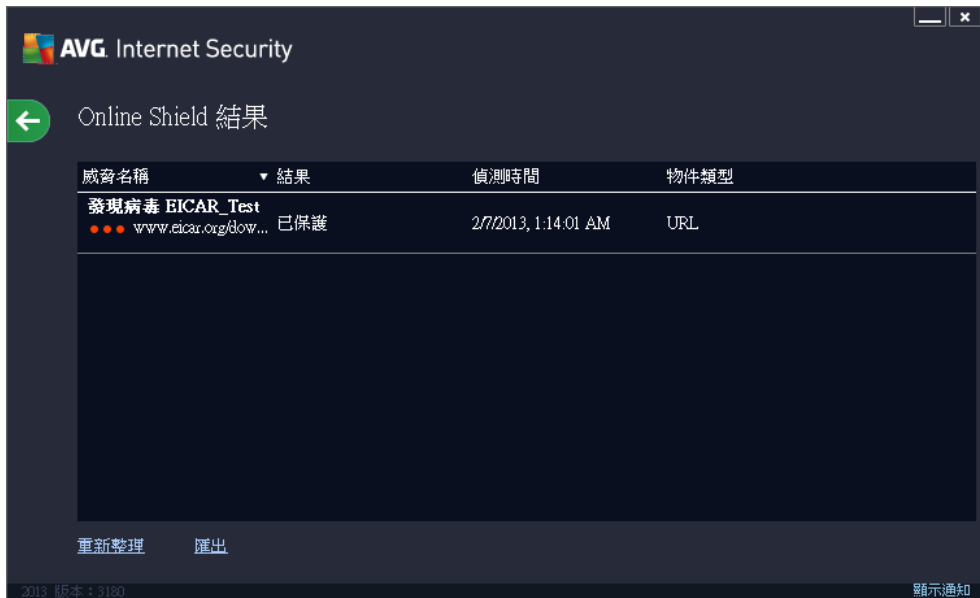 AVG. Internet Security
Online Shield 結果
威脅名稱 結果 偵測時間 物件類型
發現病毒 EICAR_Test
www.eicar.org/dow... 已保護 2/7/2013, 1:14:01 AM URL
重新整理 匯出
2013 版本：3180 顯示通知